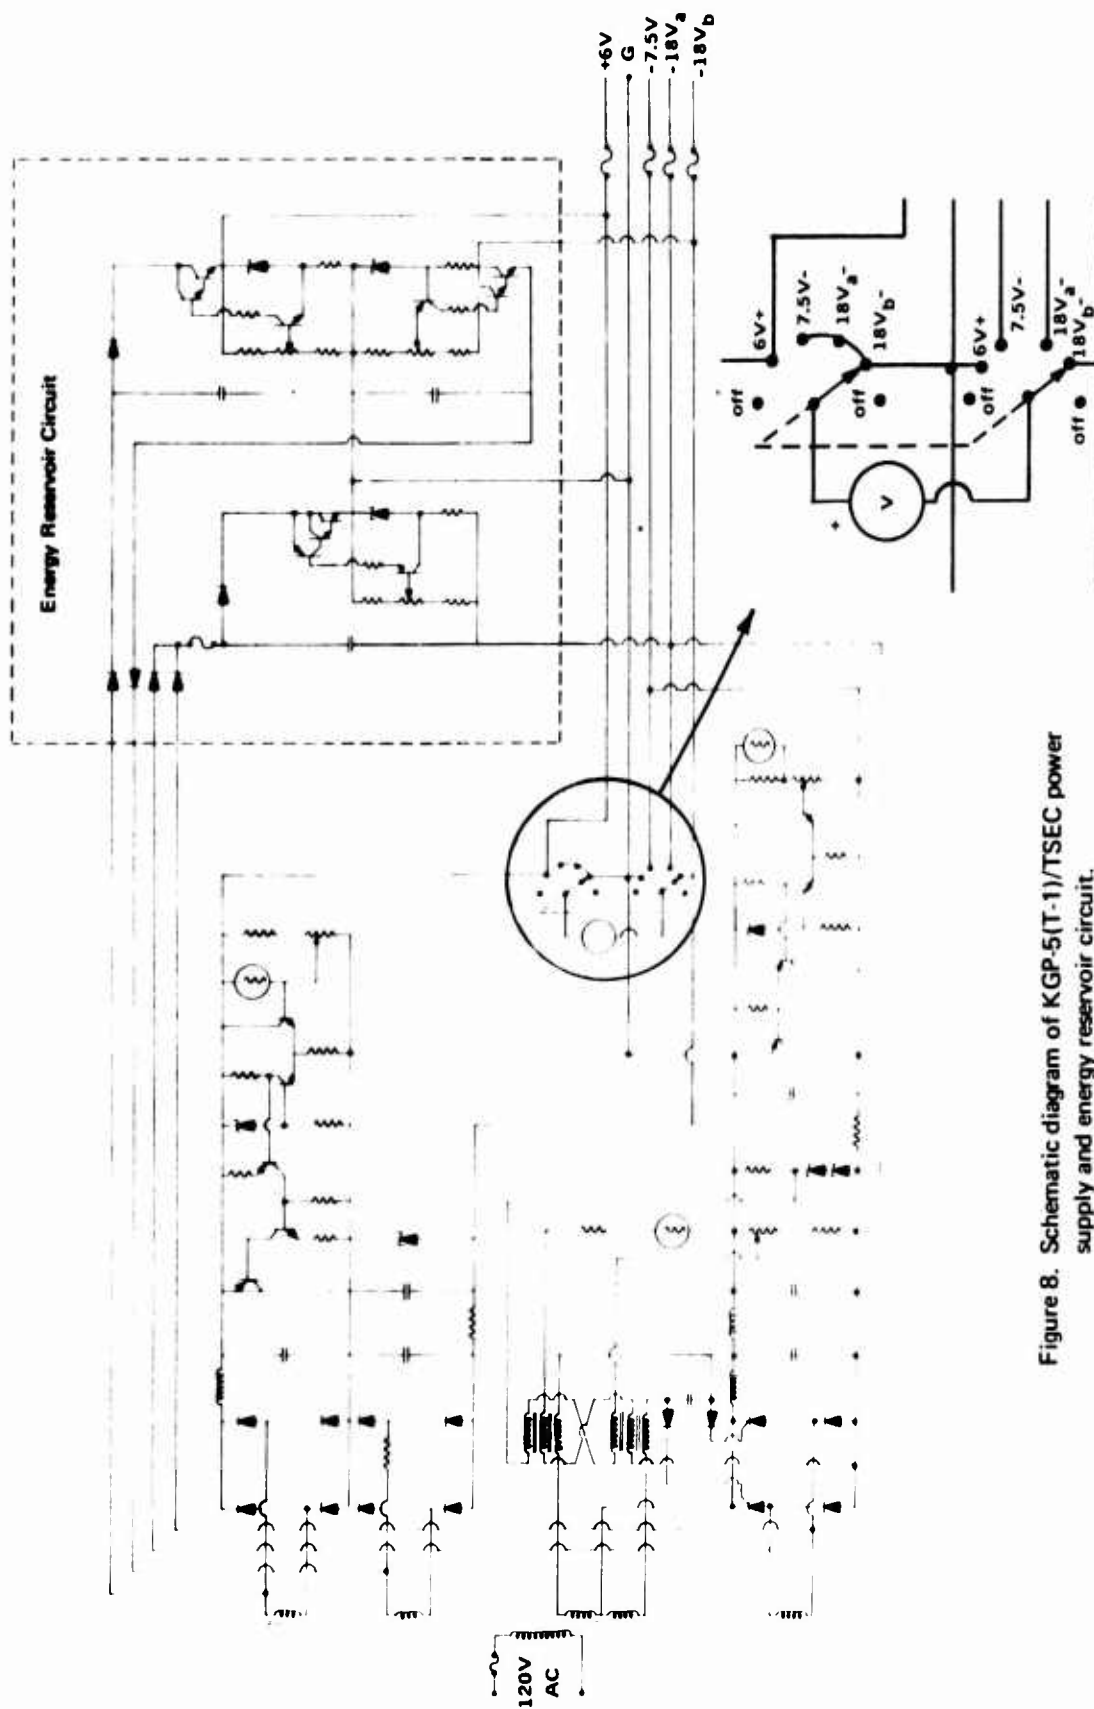 Energy Reservoir Circuit
+6V
G
-7.5V
-18Va
-18Vb
6V+
7.5V-
18Va-
18Vb-
off
off
+
V
6V+
7.5V-
18Va-
18Vb-
off
off
120V
AC
Figure 8. Schematic diagram of KGP-5(T-1)/TSEC power
supply and energy reservoir circuit.